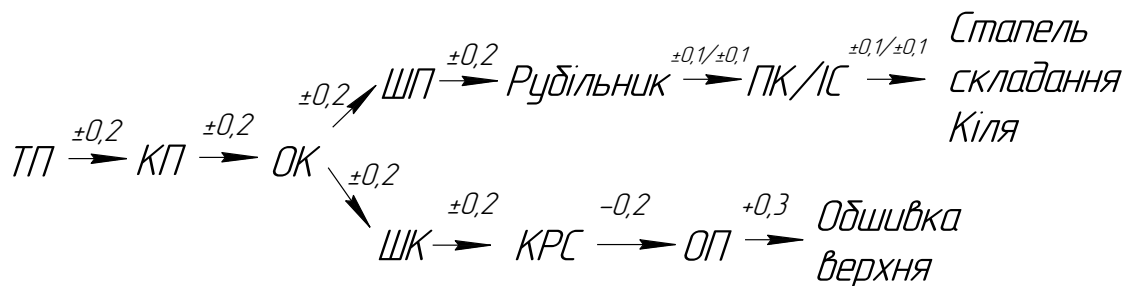 ТП
±0,2
КП
±0,2
ОК
±0,2
ШП
±0,2
Рубільник
±0,1/±0,1
ПК/ІС
±0,1/±0,1
Стапель
складання
Кіля
±0,2
ШК
±0,2
КРС
−0,2
ОП
+0,3
Обшивка
верхня